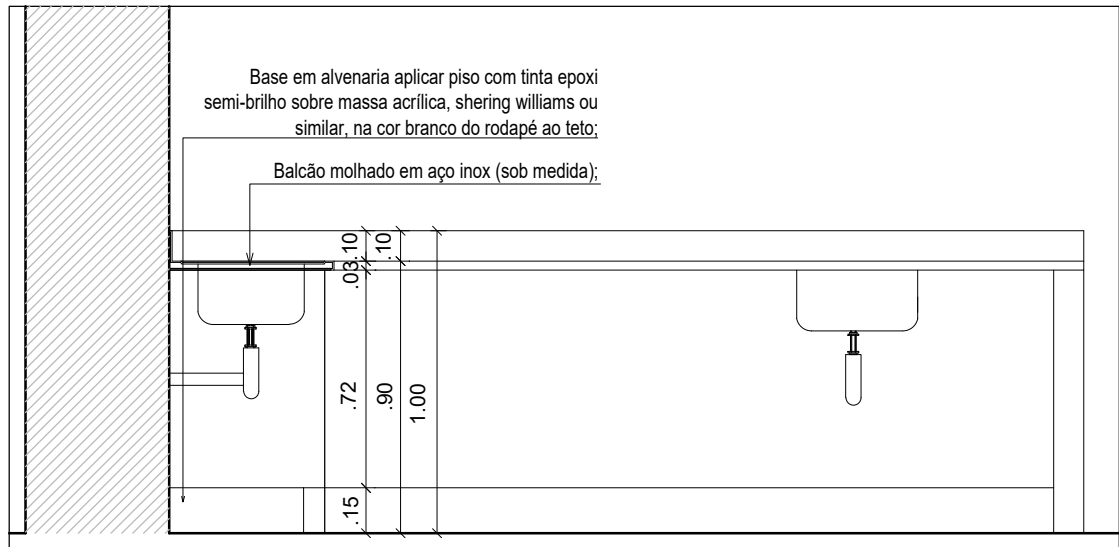 Base em alvenaria aplicar piso com tinta epoxi
semi-brilho sobre massa acrílica, shering williams ou
similar, na cor branco do rodapé ao teto;
Balcão molhado em aço inox (sob medida);
.10
.10
.03
.72
.90
1.00
.15